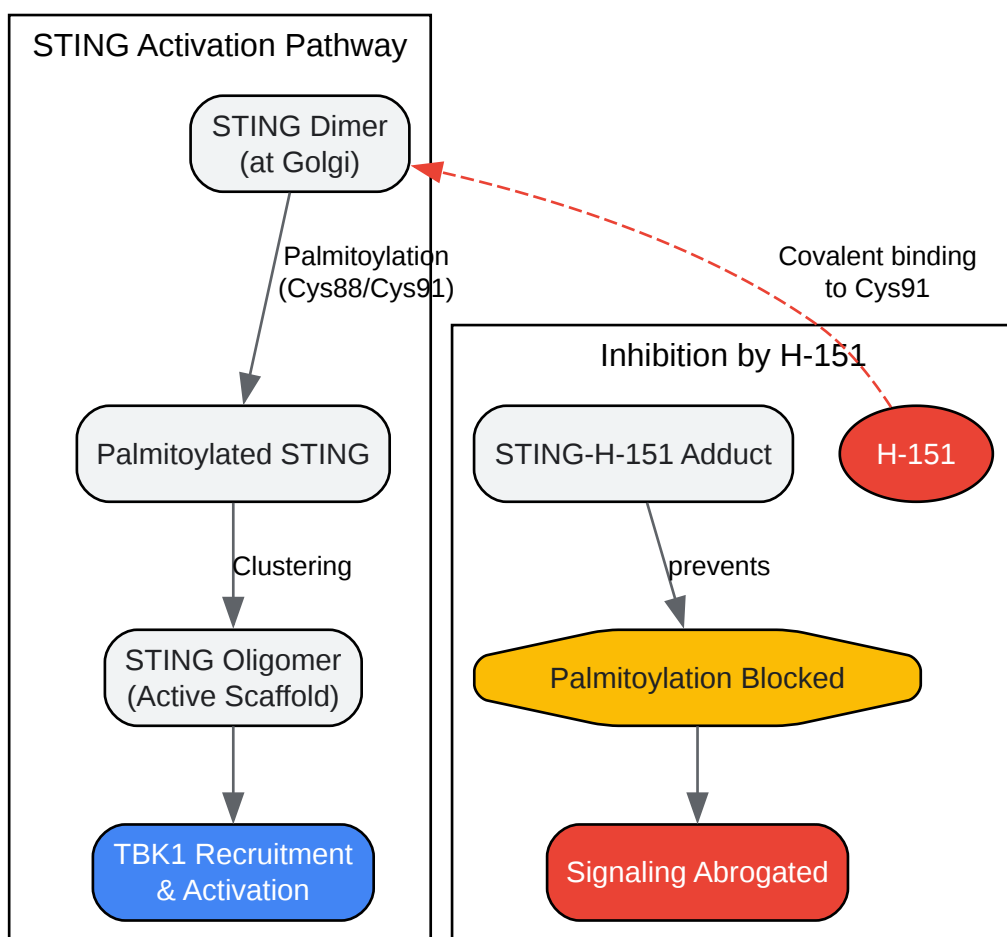 STING Activation Pathway
STING Dimer
(at Golgi)
Palmitoylation
(Cys88/Cys91)
Palmitoylated STING
Clustering
STING Oligomer
(Active Scaffold)
TBK1 Recruitment
& Activation
Covalent binding
to Cys91
Inhibition by H-151
STING-H-151 Adduct
H-151
prevents
Palmitoylation Blocked
Signaling Abrogated